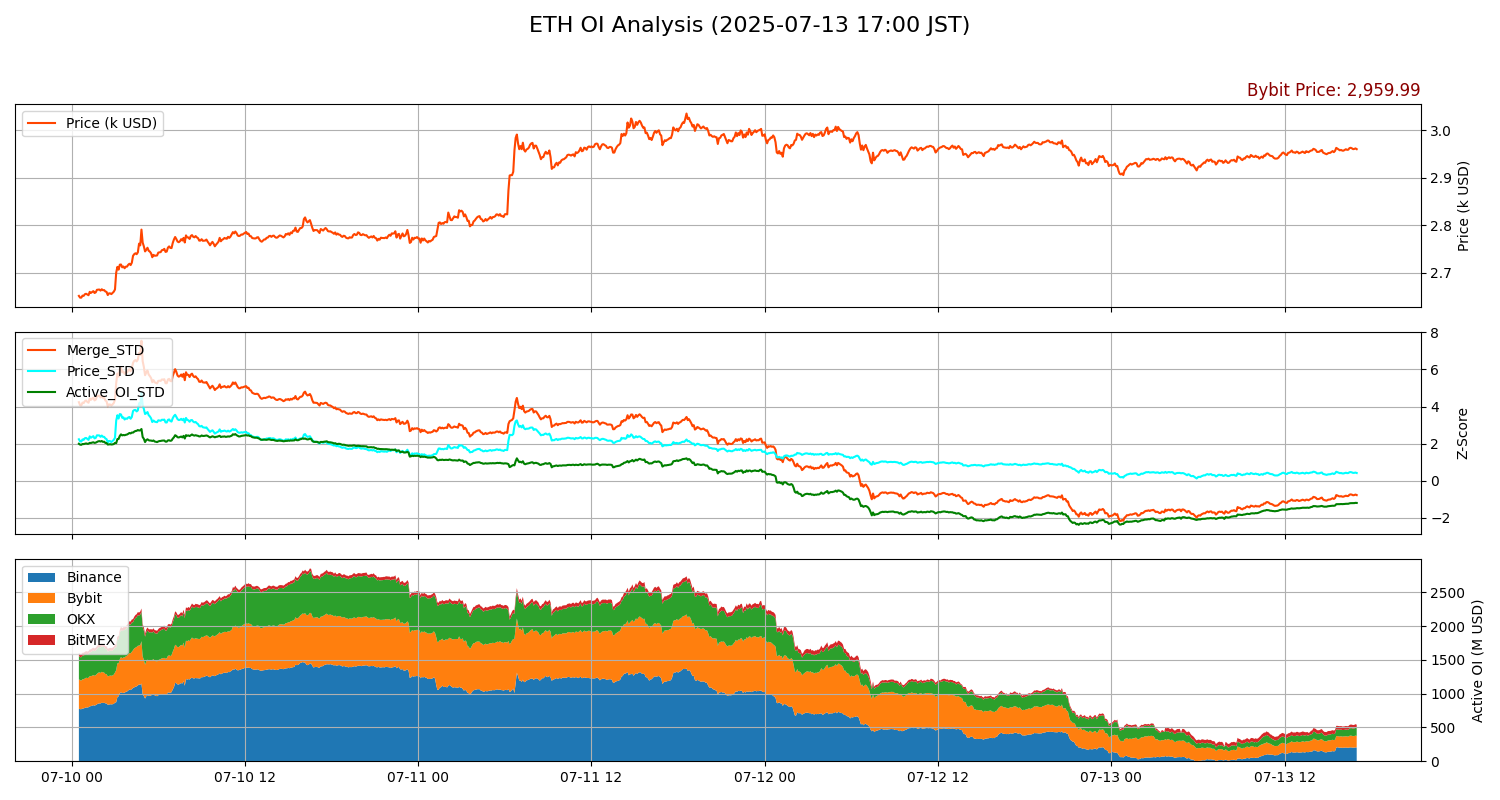 ETH OI Analysis (2025-07-13 17:00 JST)
Bybit Price: 2,959.99
Price (k USD)
3.0
2.9
2.8
2.7
Price (k USD)
Merge_STD
Price_STD
Active_OI_STD
8
6
4
2
0
−2
Z-Score
Binance
Bybit
OKX
BitMEX
2500
2000
1500
1000
500
0
Active OI (M USD)
07-10 00 07-10 12 07-11 00 07-11 12 07-12 00 07-12 12 07-13 00 07-13 12